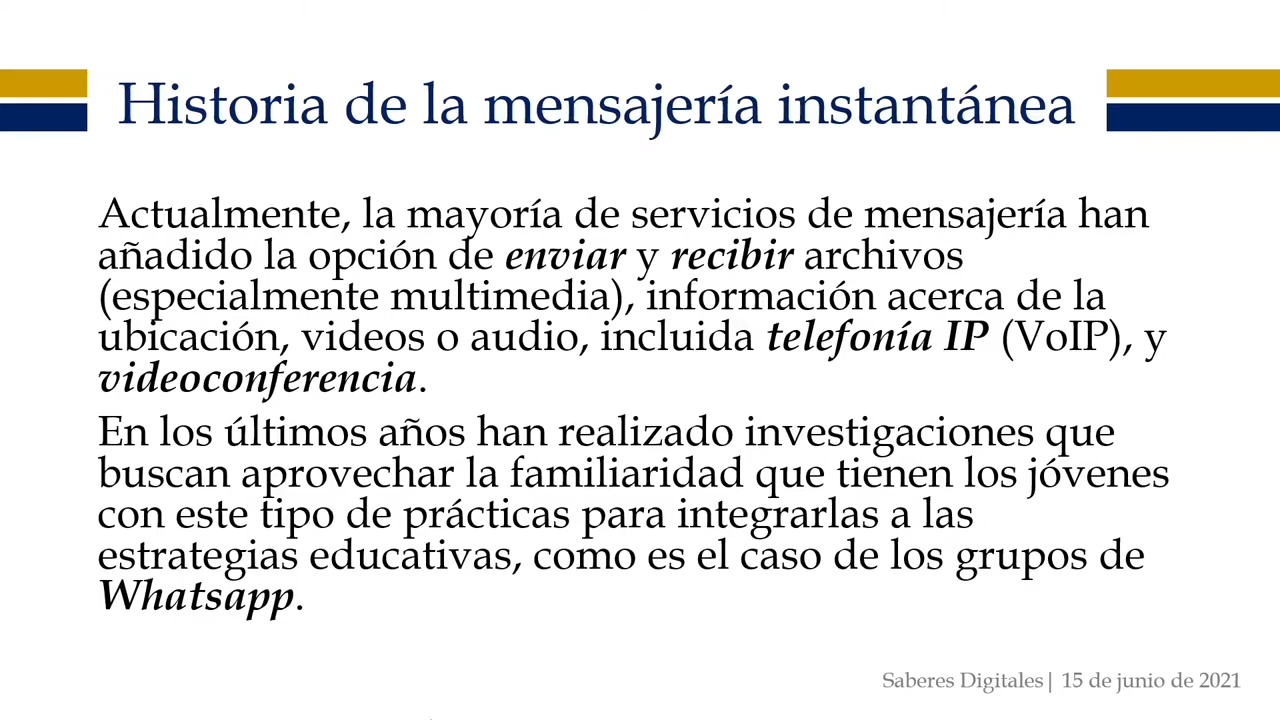 Historia de la mensajería instantánea
Actualmente, la mayoría de servicios de mensajería han
añadido la opción de enviar y recibir archivos
(especialmente multimedia), información acerca de la
ubicación, videos o audio, incluida telefonía IP (VoIP), y
videoconferencia.
En los últimos años han realizado investigaciones que
buscan aprovechar la familiaridad que tienen los jóvenes
con este tipo de prácticas para integrarlas a las
estrategias educativas, como es el caso de los grupos de
Whatsapp.
Saberes Digitales| 15 de junio de 2021